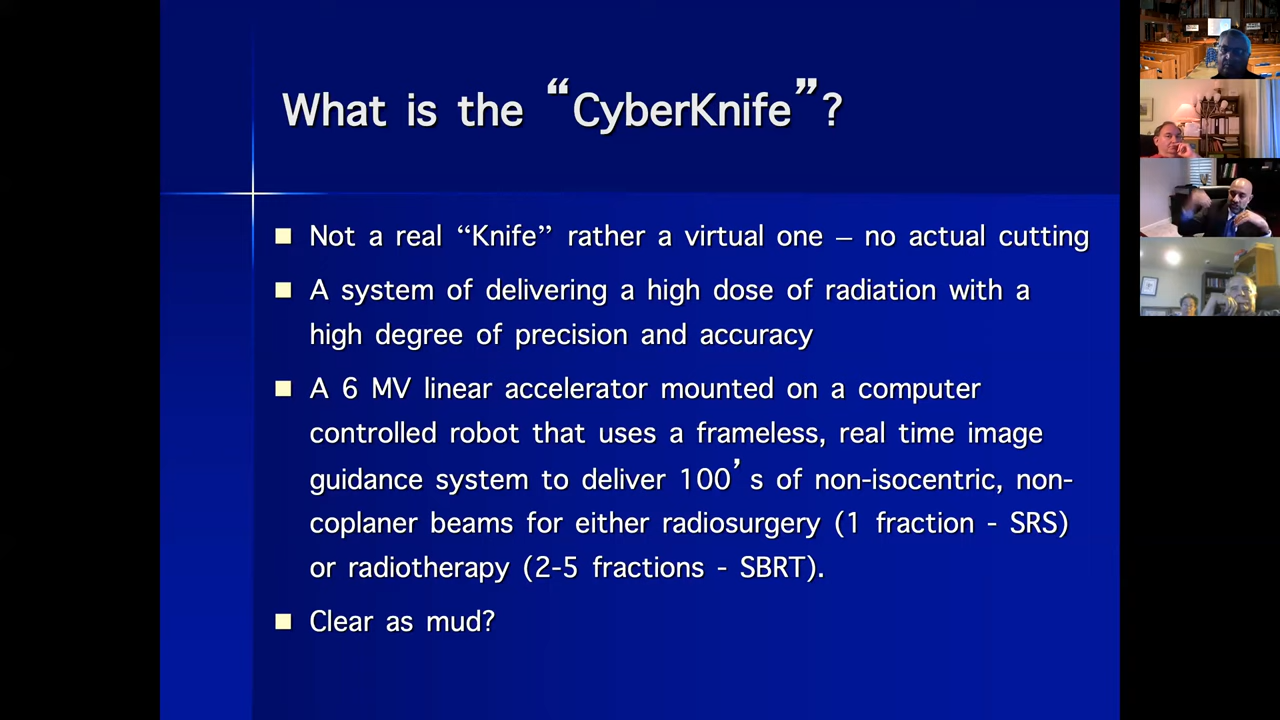 What is the “CyberKnife”?
Not a real “Knife” rather a virtual one – no actual cutting
A system of delivering a high dose of radiation with a
high degree of precision and accuracy
A 6 MV linear accelerator mounted on a computer
controlled robot that uses a frameless, real time image
guidance system to deliver 100’s of non-isocentric, non-
coplaner beams for either radiosurgery (1 fraction - SRS)
or radiotherapy (2-5 fractions - SBRT).
Clear as mud?